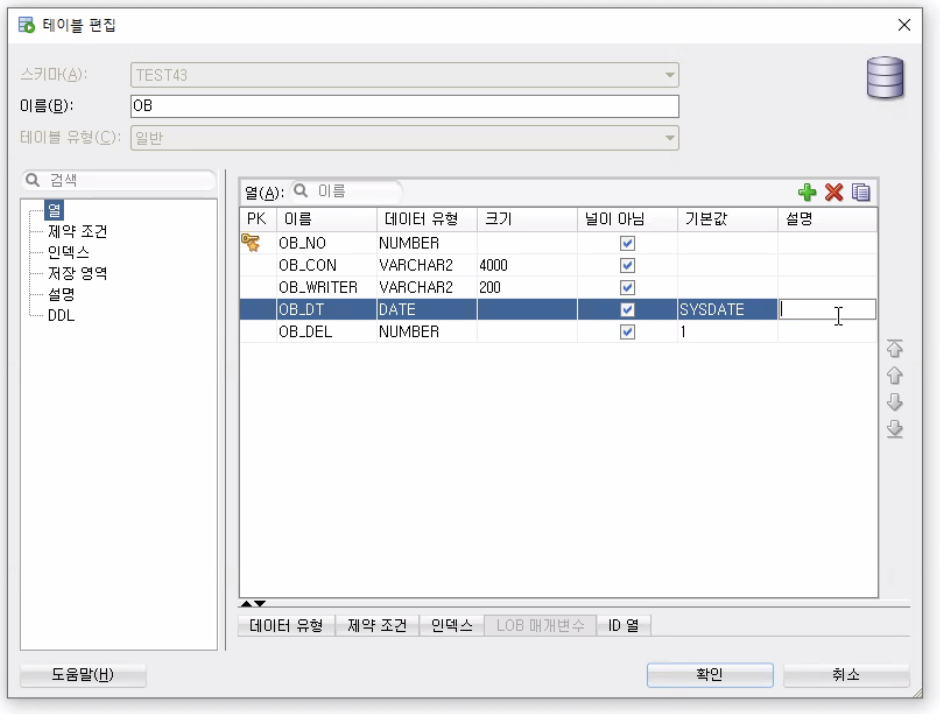 테이블 편집
스키마(A): TEST43
이름(B): OB
테이블 유형(C): 일반
검색
열
제약 조건
인덱스
저장 영역
설명
DDL
열(A): 이름
PK 이름 데이터 유형 크기 널이 아님 기본값 설명
OB_NO NUMBER
OB_CON VARCHAR2 4000
OB_WRITER VARCHAR2 200
OB_DT DATE SYSDATE
OB_DEL NUMBER 1
데이터 유형 제약 조건 인덱스 LOB 매개변수 ID 열
도움말(H) 확인 취소